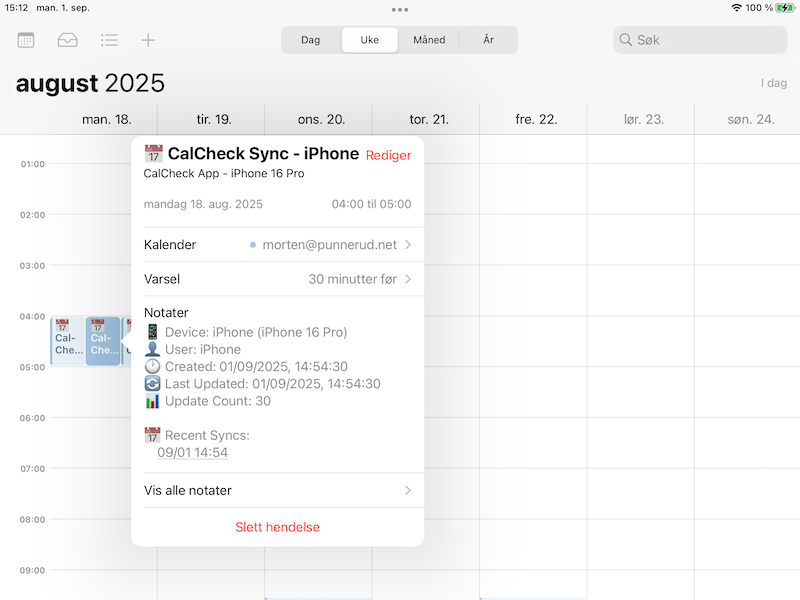 15:12 man. 1. sep.
100 %
Dag Uke Måned År
Søk
august 2025
I dag
man. 18. tir. 19. ons. 20. tor. 21. fre. 22. lør. 23. søn. 24.
01:00
02:00
03:00
04:00
05:00
06:00
07:00
08:00
09:00
17
Cal-
Che...
17
Cal-
Che...
17 CalCheck Sync - iPhone Rediger
CalCheck App - iPhone 16 Pro
mandag 18. aug. 2025 04:00 til 05:00
Kalender morten@punnerud.net
Varsel 30 minutter før
Notater
Device: iPhone (iPhone 16 Pro)
User: iPhone
Created: 01/09/2025, 14:54:30
Last Updated: 01/09/2025, 14:54:30
Update Count: 30
17 Recent Syncs:
09/01 14:54
Vis alle notater
Slett hendelse